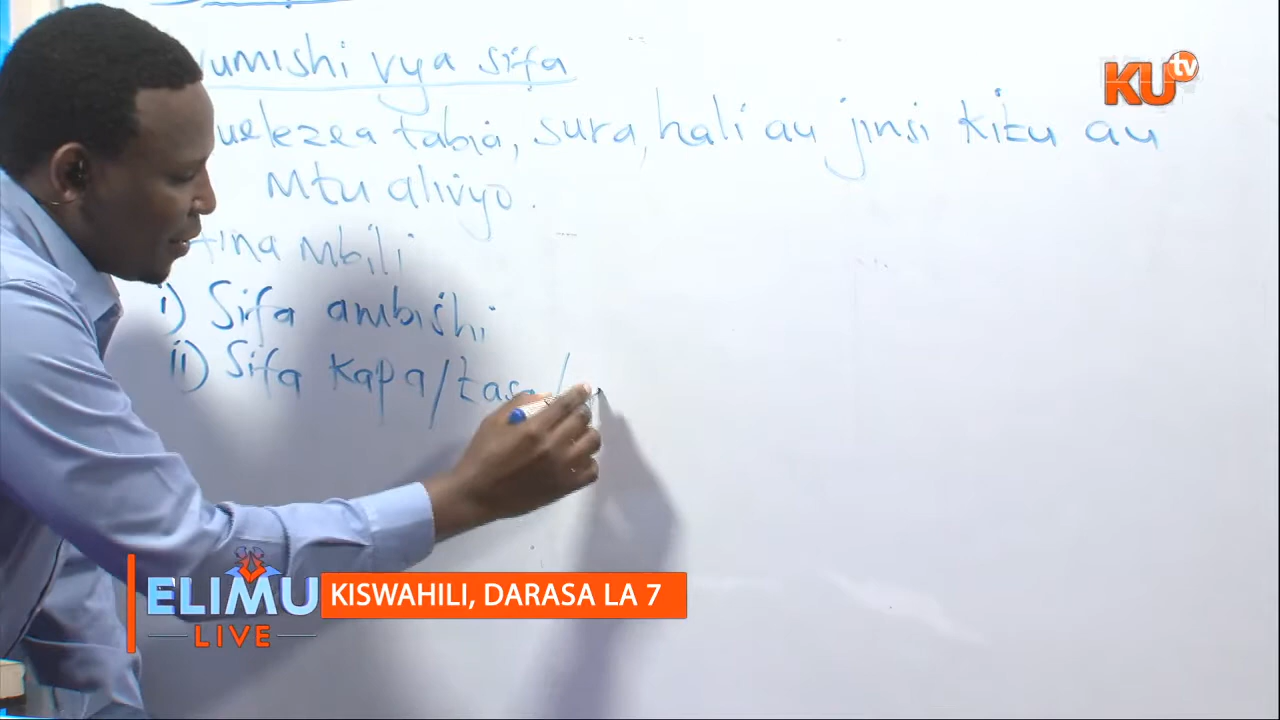 vumishi vya sifa
uelezea tabia, sura, hali au jinsi kitu au
mtu alivyo.
aina mbili
i) Sifa ambishi
ii) Sifa kapa/tasa/
KU tv
ELIMU
LIVE
KISWAHILI, DARASA LA 7